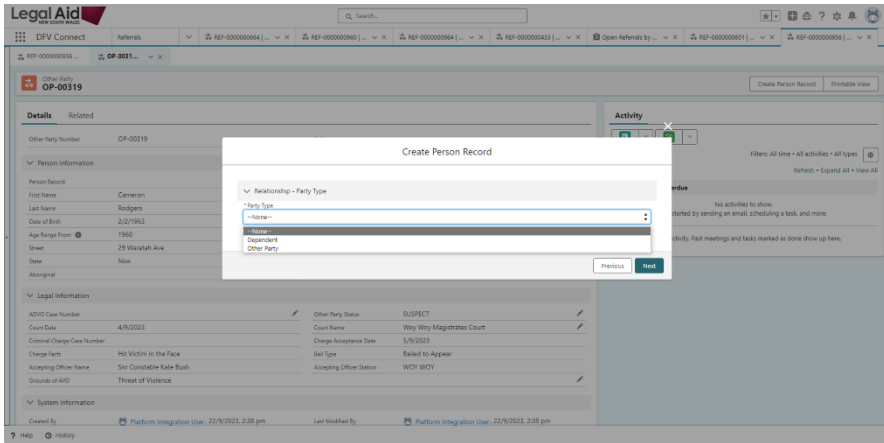 Legal Aid
NEW SOUTH WALES
Search...
DFV Connect
Referrals
REF-0000000664 | ...
REF-0000000960 | ...
REF-0000000984 | ...
REF-0000000433 | ...
Open Referrals by ...
REF-0000000601 | ...
REF-0000000956 | ...
REF-0000000956 ...
OP-0031...
Other Party
OP-00319
Create Person Record
Printable View
Details
Related
Other Party Number
OP-00319
Person Information
Person Record
First Name
Cameron
Last Name
Rodgers
Date of Birth
2/2/1963
Age Range From
1960
Street
29 Waratah Ave
State
Nsw
Aboriginal
Legal Information
ADVO Case Number
Other Party Status
SUSPECT
Court Date
4/9/2023
Court Name
Woy Woy Magistrates Court
Criminal Charge Case Number
Charge Acceptance Date
5/9/2023
Charge Facts
Hit Victim in the Face
Bail Type
Bailed to Appear
Accepting Officer Name
Snr Constable Kate Bush
Accepting Officer Station
WOY WOY
Grounds of AVO
Threat of Violence
System Information
Created By
Platform Integration User, 22/9/2023, 2:38 pm
Last Modified By
Platform Integration User, 22/9/2023, 2:38 pm
Create Person Record
Relationship - Party Type
*Party Type
--None--
--None--
Dependent
Other Party
Previous
Next
Activity
Filters: All time • All activities • All types
Refresh • Expand All • View All
erdue
No activities to show.
started by sending an email, scheduling a task, and more.
ctivity. Past meetings and tasks marked as done show up here.
Help
History